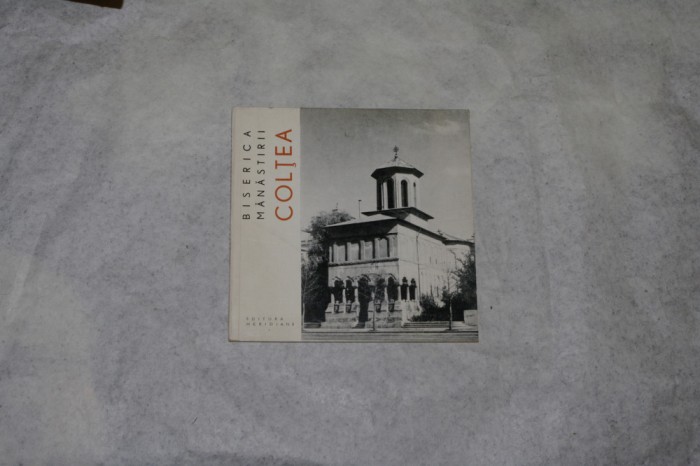 BISERICA
MĂNĂSTIRII
COLȚEA
EDITURA
MERIDIANE